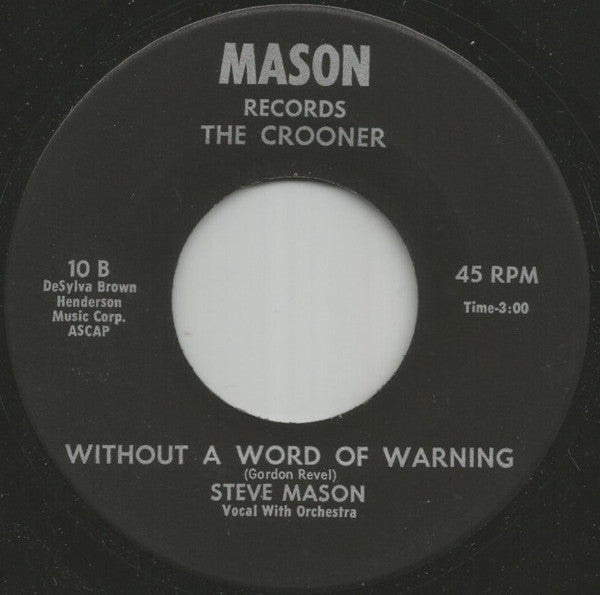 MASON
RECORDS
THE CROONER
10 B
DeSylva Brown
Henderson
Music Corp.
ASCAP
45 RPM
Time-3:00
WITHOUT A WORD OF WARNING
(Gordon Revel)
STEVE MASON
Vocal With Orchestra